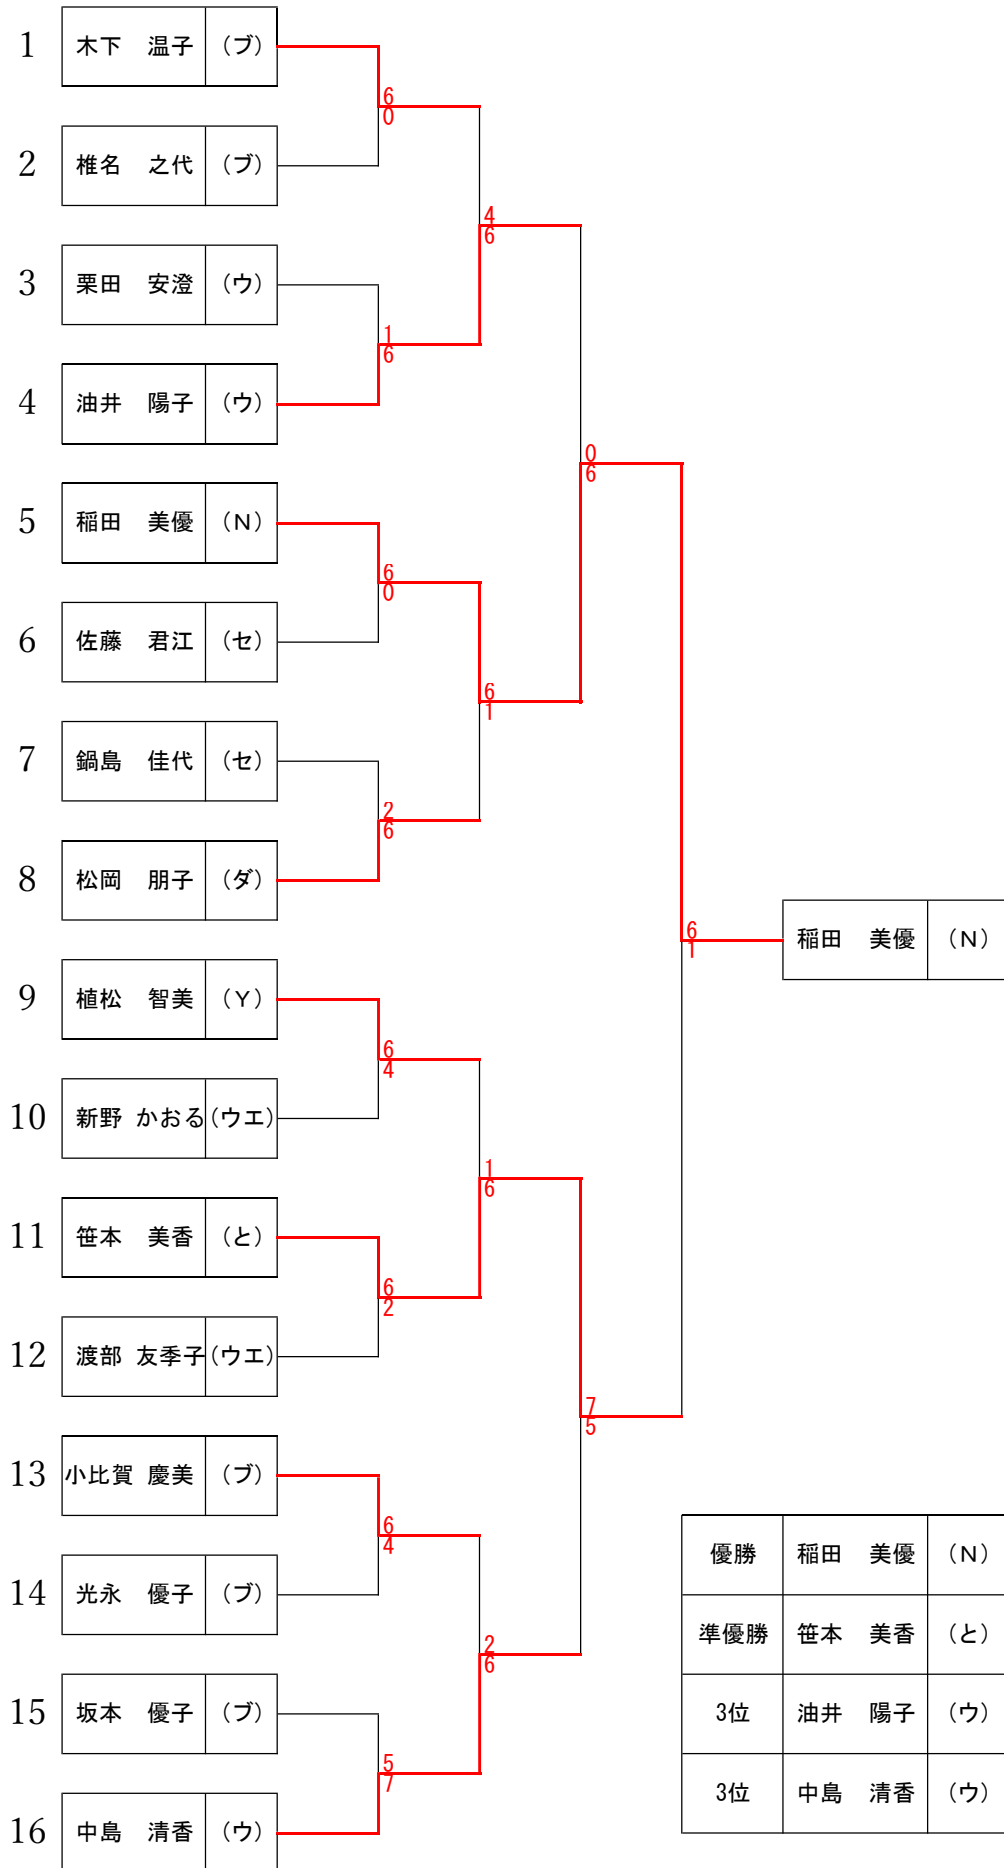 1 木下 温子 (ブ)
6
0
2 椎名 之代 (ブ)
4
6
3 栗田 安澄 (ウ)
1
6
4 油井 陽子 (ウ)
0
6
5 稲田 美優 (N)
6
0
6 佐藤 君江 (セ)
6
1
7 鍋島 佳代 (セ)
2
6
8 松岡 朋子 (ダ)
6
1
稲田 美優 (N)
9 植松 智美 (Y)
6
4
10 新野 かおる (ウエ)
1
6
11 笹本 美香 (と)
6
2
12 渡部 友季子 (ウエ)
7
5
13 小比賀 慶美 (ブ)
6
4
14 光永 優子 (ブ)
2
6
15 坂本 優子 (ブ)
5
7
16 中島 清香 (ウ)
優勝 稲田 美優 (N)
準優勝 笹本 美香 (と)
3位 油井 陽子 (ウ)
3位 中島 清香 (ウ)